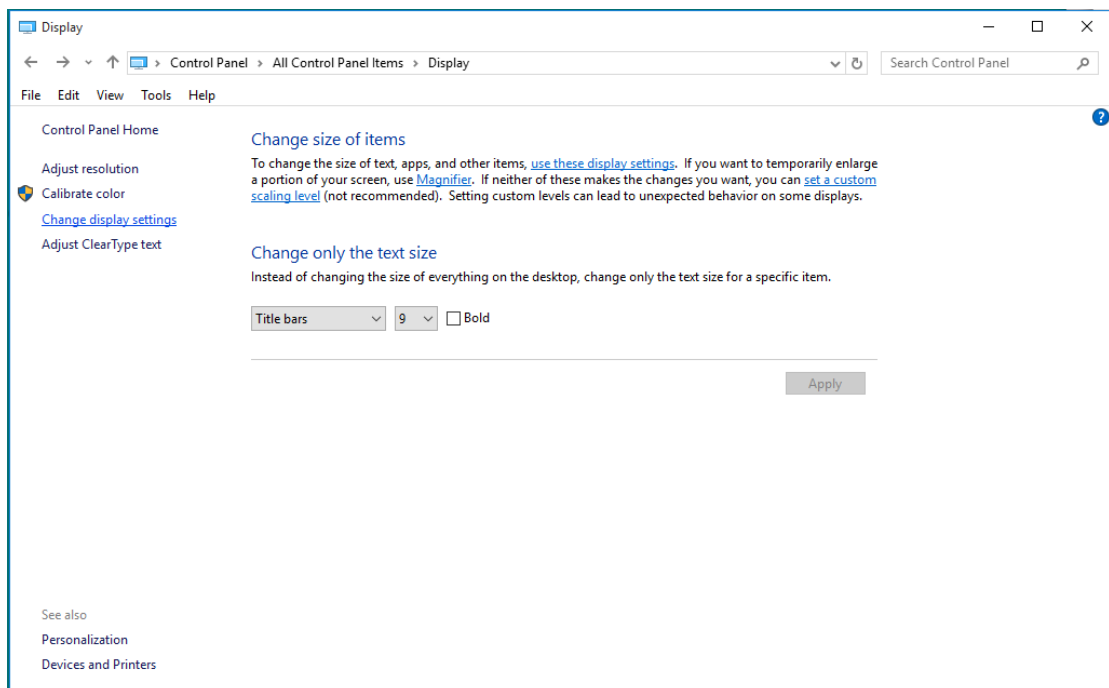 Display
Control Panel > All Control Panel Items > Display
Search Control Panel
File Edit View Tools Help
?
Control Panel Home
Adjust resolution
Calibrate color
Change display settings
Adjust ClearType text
Change size of items
To change the size of text, apps, and other items, use these display settings. If you want to temporarily enlarge
a portion of your screen, use Magnifier. If neither of these makes the changes you want, you can set a custom
scaling level (not recommended). Setting custom levels can lead to unexpected behavior on some displays.
Change only the text size
Instead of changing the size of everything on the desktop, change only the text size for a specific item.
Title bars 9 Bold
Apply
See also
Personalization
Devices and Printers